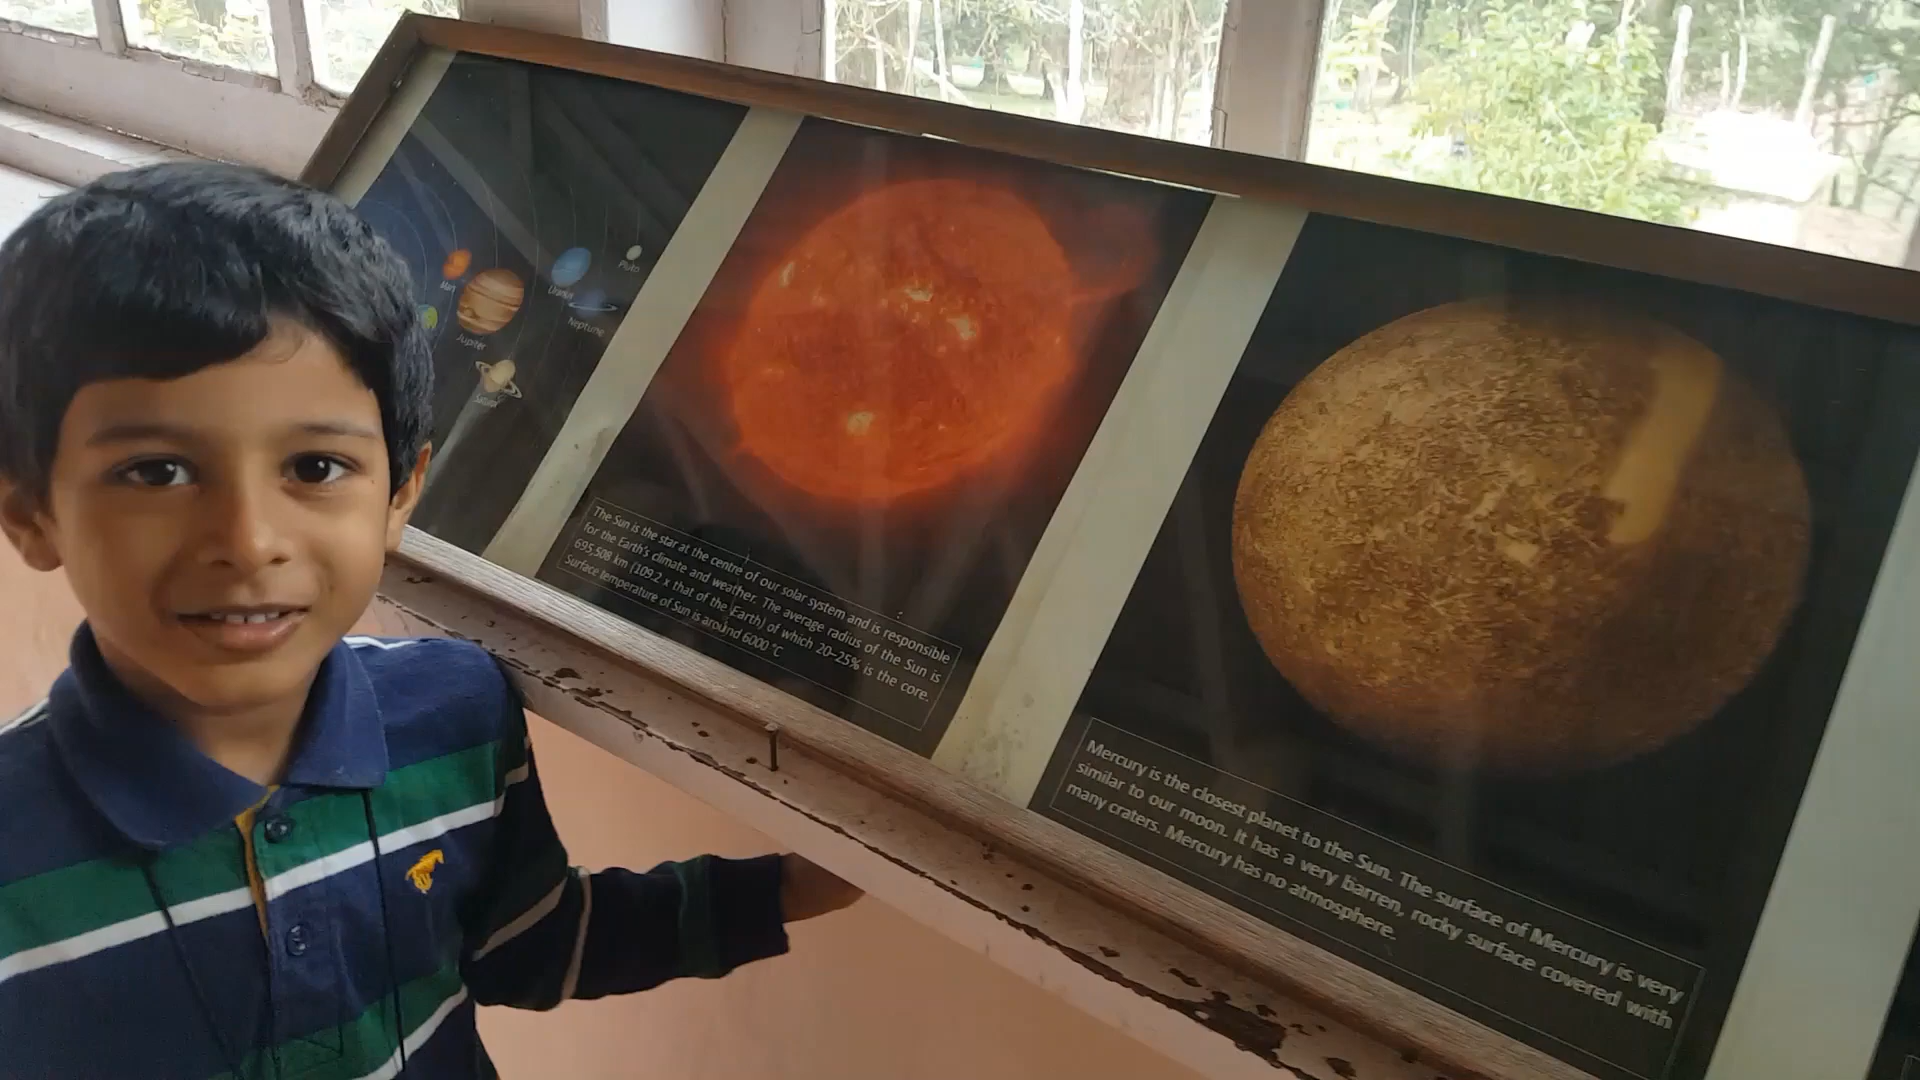 Mars
Jupiter
Saturn
Uranus
Neptune
Pluto
The Sun is the star at the centre of our solar system and is responsible
for the Earth's climate and weather. The average radius of the Sun is
695,508 km (109.2 x that of the Earth) of which 20-25% is the core.
Surface temperature of Sun is around 6000 °C
Mercury is the closest planet to the Sun. The surface of Mercury is very
similar to our moon. It has a very barren, rocky surface covered with
many craters. Mercury has no atmosphere.